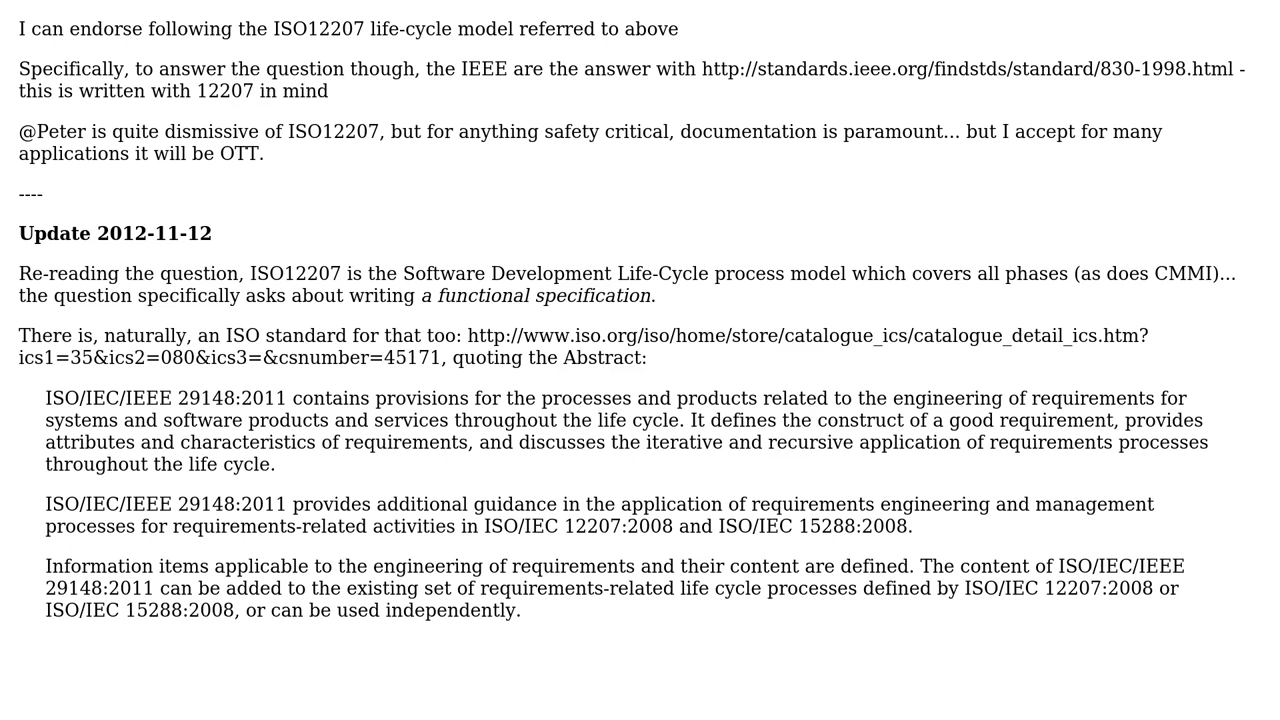 I can endorse following the ISO12207 life-cycle model referred to above
Specifically, to answer the question though, the IEEE are the answer with http://standards.ieee.org/findstds/standard/830-1998.html -
this is written with 12207 in mind
@Peter is quite dismissive of ISO12207, but for anything safety critical, documentation is paramount... but I accept for many
applications it will be OTT.
----
Update 2012-11-12
Re-reading the question, ISO12207 is the Software Development Life-Cycle process model which covers all phases (as does CMMI)...
the question specifically asks about writing a functional specification.
There is, naturally, an ISO standard for that too: http://www.iso.org/iso/home/store/catalogue_ics/catalogue_detail_ics.htm?
ics1=35&ics2=080&ics3=&csnumber=45171, quoting the Abstract:
ISO/IEC/IEEE 29148:2011 contains provisions for the processes and products related to the engineering of requirements for
systems and software products and services throughout the life cycle. It defines the construct of a good requirement, provides
attributes and characteristics of requirements, and discusses the iterative and recursive application of requirements processes
throughout the life cycle.
ISO/IEC/IEEE 29148:2011 provides additional guidance in the application of requirements engineering and management
processes for requirements-related activities in ISO/IEC 12207:2008 and ISO/IEC 15288:2008.
Information items applicable to the engineering of requirements and their content are defined. The content of ISO/IEC/IEEE
29148:2011 can be added to the existing set of requirements-related life cycle processes defined by ISO/IEC 12207:2008 or
ISO/IEC 15288:2008, or can be used independently.